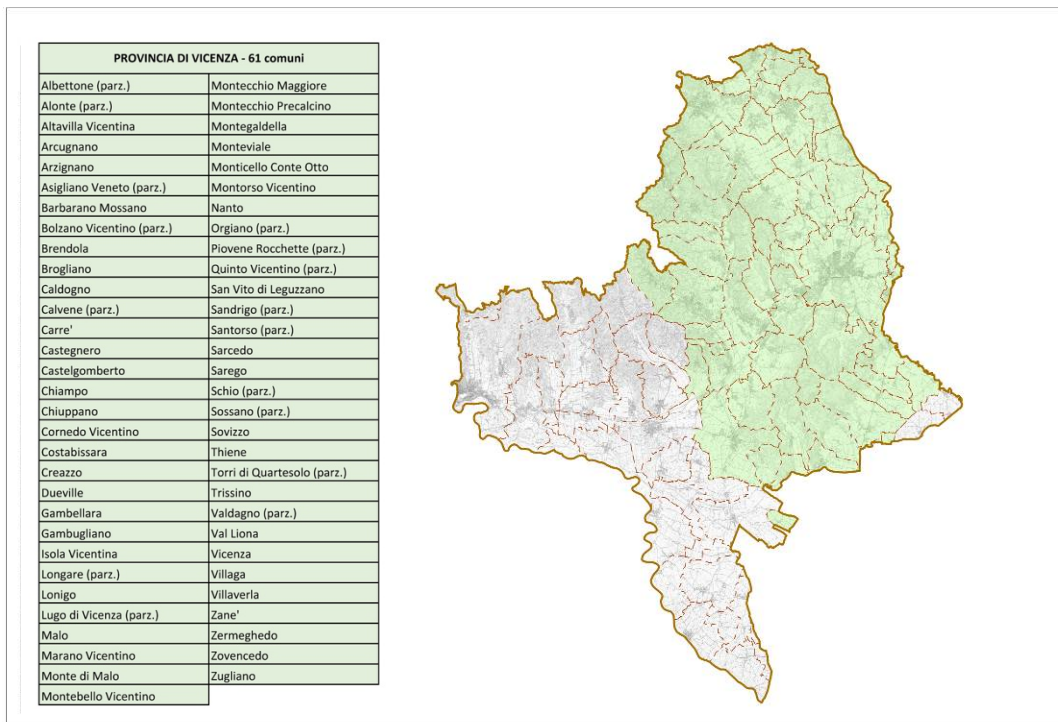 PROVINCIA DI VICENZA - 61 comuni
Albettone (parz.) Montecchio Maggiore
Alonte (parz.) Montecchio Precalcino
Altavilla Vicentina Montegaldella
Arcugnano Monteviale
Arzignano Monticello Conte Otto
Asigliano Veneto (parz.) Montorso Vicentino
Barbarano Mossano Nanto
Bolzano Vicentino (parz.) Orgiano (parz.)
Brendola Piovene Rocchette (parz.)
Brogliano Quinto Vicentino (parz.)
Caldogno San Vito di Leguzzano
Calvene (parz.) Sandrigo (parz.)
Carre' Santorso (parz.)
Castegnero Sarcedo
Castelgomberto Sarego
Chiampo Schio (parz.)
Chiuppano Sossano (parz.)
Cornedo Vicentino Sovizzo
Costabissara Thiene
Creazzo Torri di Quartesolo (parz.)
Dueville Trissino
Gambellara Valdagno (parz.)
Gambugliano Val Liona
Isola Vicentina Vicenza
Longare (parz.) Villaga
Lonigo Villaverla
Lugo di Vicenza (parz.) Zane'
Malo Zermeghedo
Marano Vicentino Zovencedo
Monte di Malo Zugliano
Montebello Vicentino